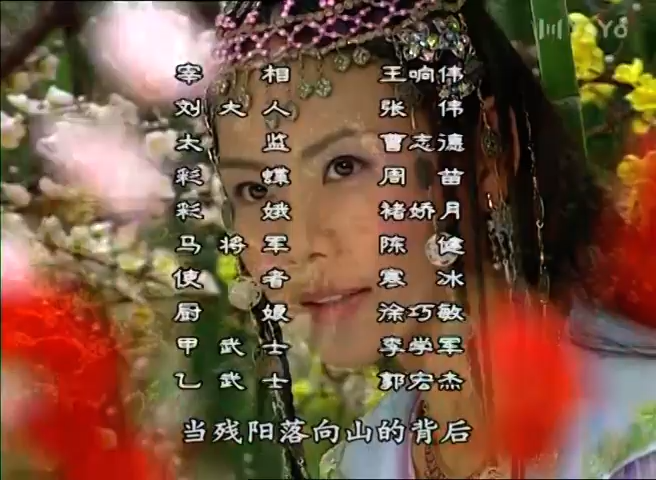 YOYO
宰相 王响伟
刘大人 张伟
太监 曹志德
彩蝶 周苗
彩娥 褚娇月
马将军 陈健
使者 寒冰
厨娘 涂巧敏
甲武士 李学军
乙武士 郭宏杰
当残阳落向山的背后